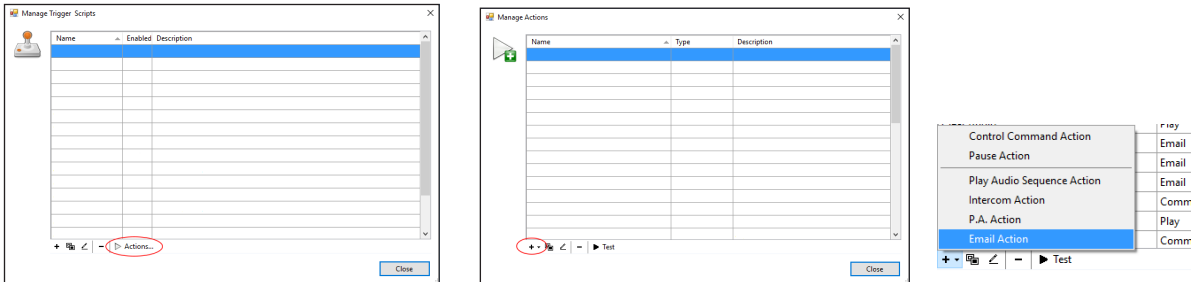 Manage Trigger Scripts
Name Enabled Description
Actions...
Close
Manage Actions
Name Type Description
Test
Close
Play
Control Command Action
Email
Pause Action
Email
Play Audio Sequence Action
Email
Intercom Action
Comm
P.A. Action
Play
Email Action
Comm
Test